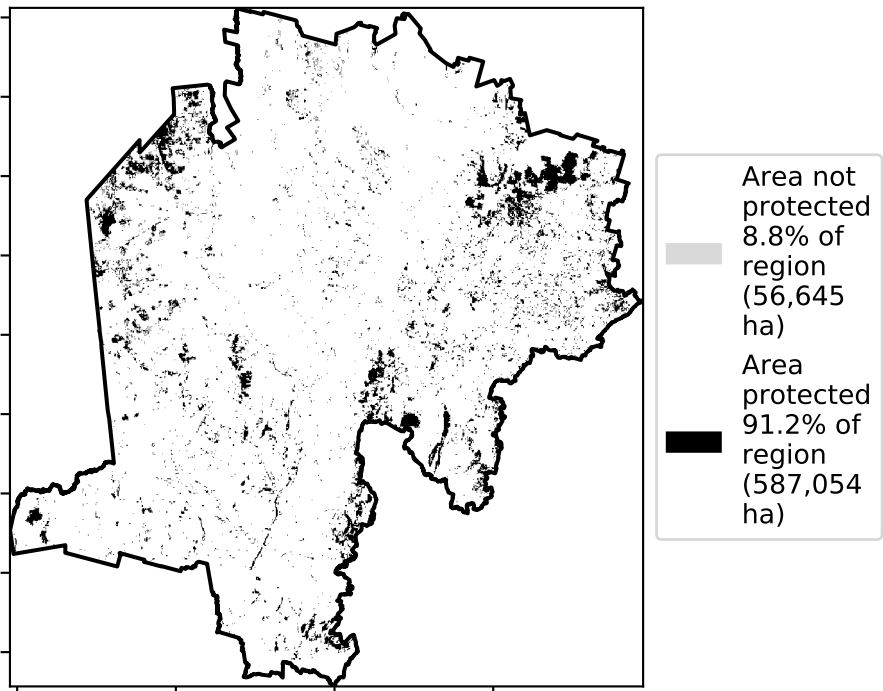 Area not
protected
8.8% of
region
(56,645
ha)
Area
protected
91.2% of
region
(587,054
ha)